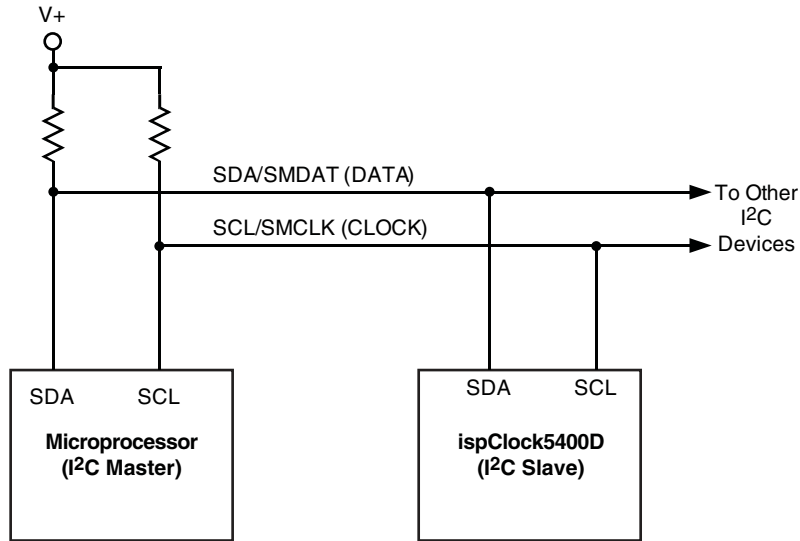 V+
SDA/SMDAT (DATA)
To Other
I2C
Devices
SCL/SMCLK (CLOCK)
SDA SCL
Microprocessor
(I2C Master)
SDA SCL
ispClock5400D
(I2C Slave)